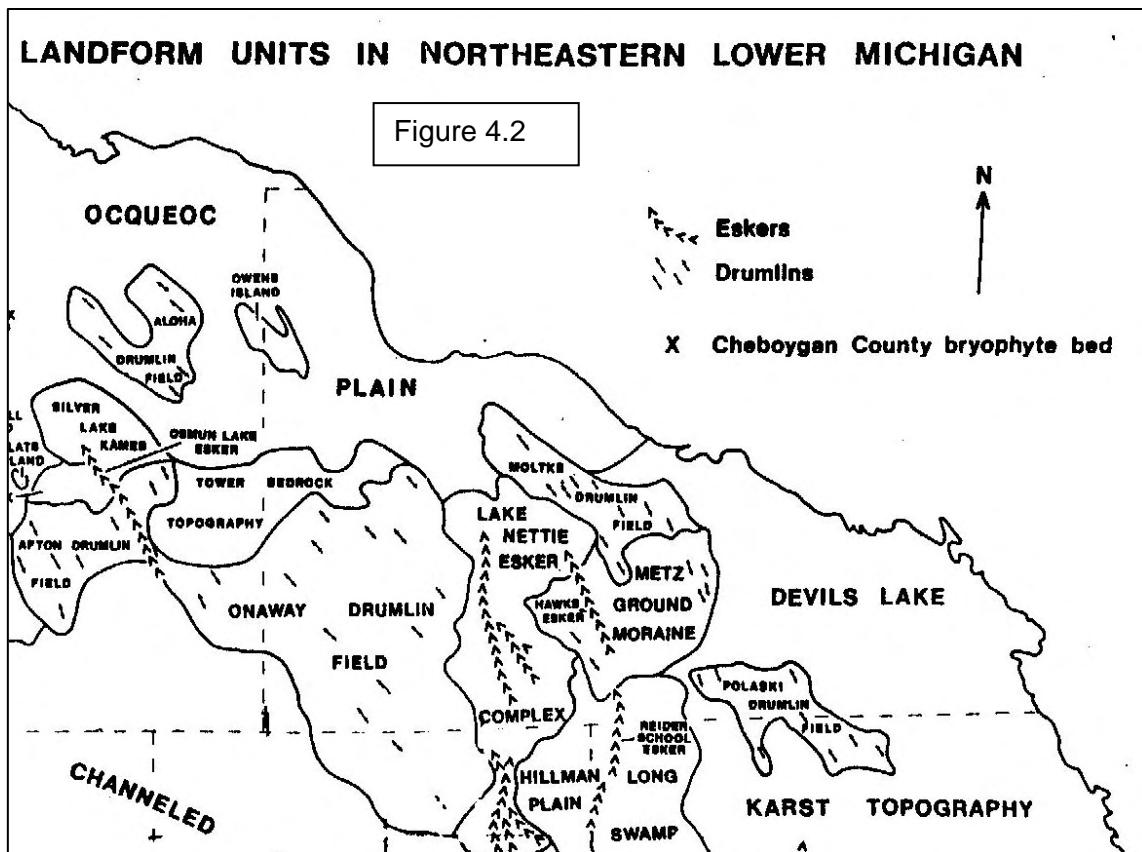 LANDFORM UNITS IN NORTHEASTERN LOWER MICHIGAN
Figure 4.2
N
Eskers
Drumlins
X Cheboygan County bryophyte bed
OCQUEOC
PLAIN
OWENS
ISLAND
ALOHA
DRUMLIN
FIELD
SILVER
LAKE
KAMES
OSMUN LAKE
ESKER
TOWER BEDROCK
TOPOGRAPHY
AFTON DRUMLIN
FIELD
ONAWAY DRUMLIN
FIELD
MOLTKE
DRUMLIN
FIELD
LAKE
NETTIE
ESKER
COMPLEX
HAWKS
ESKER
METZ
GROUND
MORAINE
DEVILS LAKE
POLASKI
DRUMLIN
FIELD
REIDER
SCHOOL
ESKER
HILLMAN
PLAIN
LONG
SWAMP
KARST TOPOGRAPHY
CHANNELED